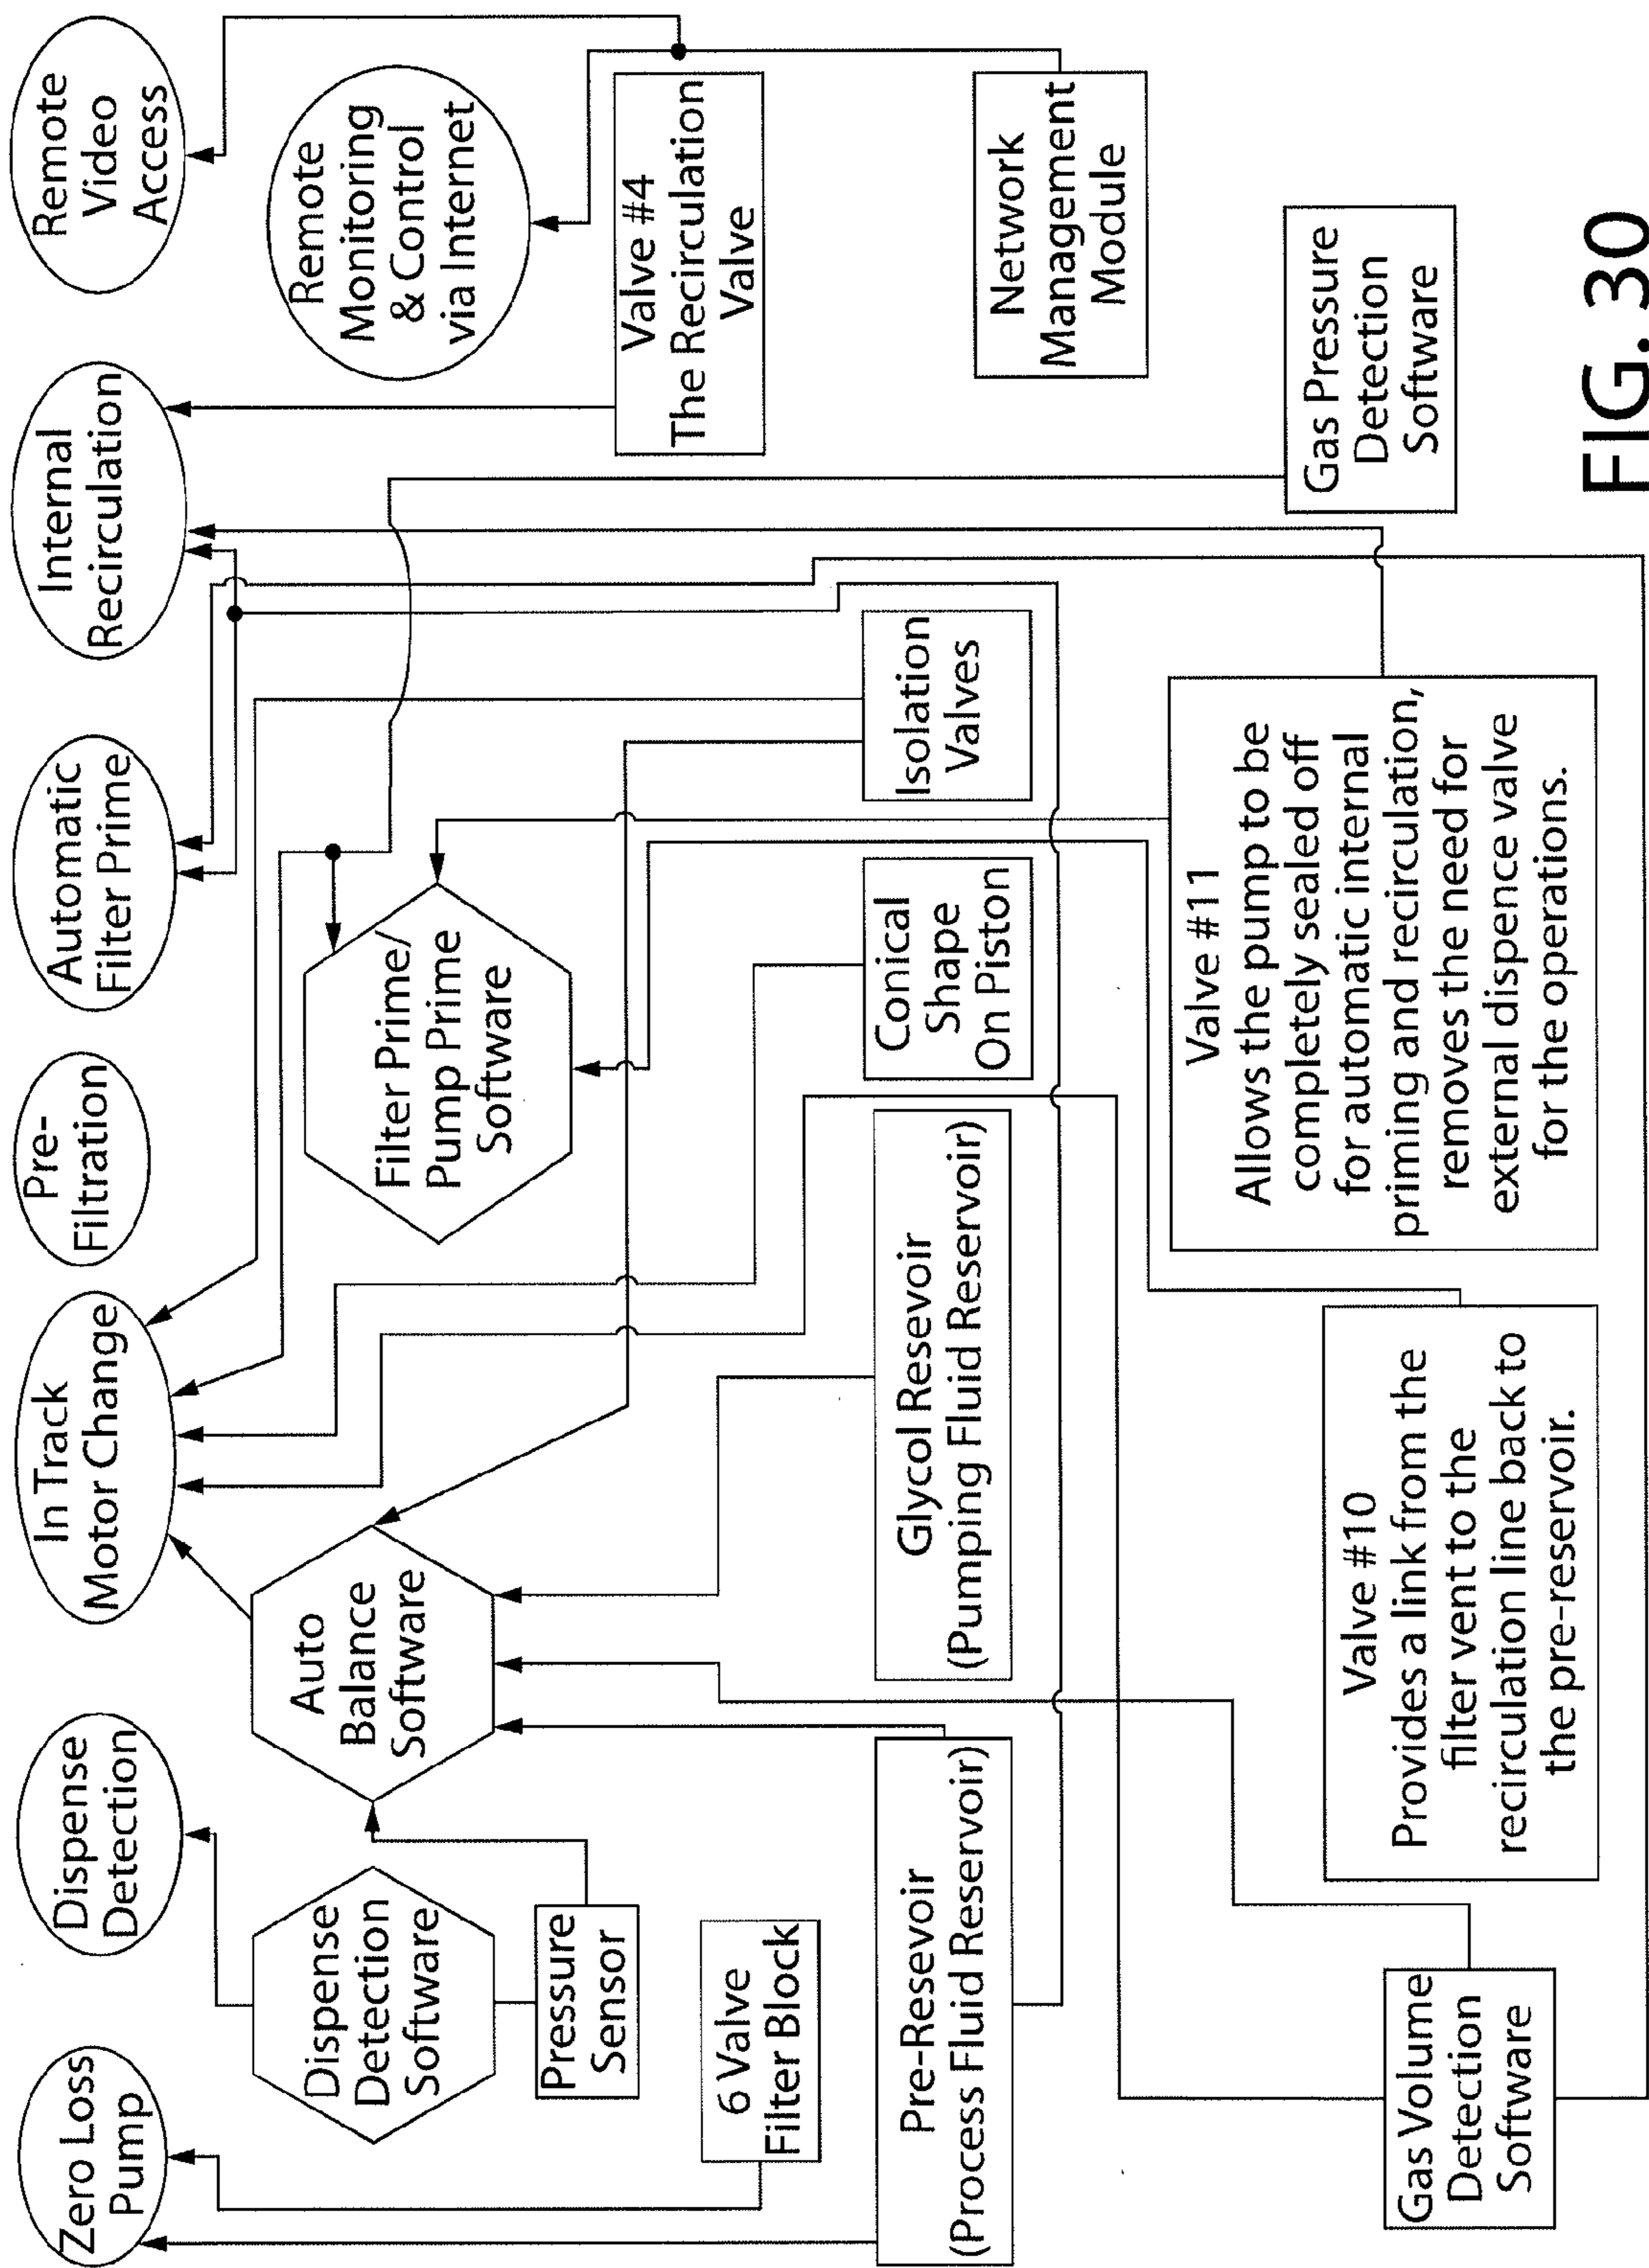 Zero Loss
Pump
Dispense
Detection
In Track
Motor Change
Pre-
Filtration
Automatic
Filter Prime
Internal
Recirculation
Remote
Video
Access
Dispense
Detection
Software
Auto
Balance
Software
Filter Prime/
Pump Prime
Software
Remote
Monitoring
& Control
via Internet
Pressure
Sensor
Valve #4
The Recirculation
Valve
6 Valve
Filter Block
Pre-Resevoir
(Process Fluid Reservoir)
Glycol Resevoir
(Pumping Fluid Reservoir)
Conical
Shape
On Piston
Isolation
Valves
Network
Management
Module
Valve #11
Allows the pump to be
completely sealed off
for automatic internal
priming and recirculation,
removes the need for
external dispence valve
for the operations.
Gas Pressure
Detection
Software
Gas Volume
Detection
Software
Valve #10
Provides a link from the
filter vent to the
recirculation line back to
the pre-reservoir.
FIG. 30